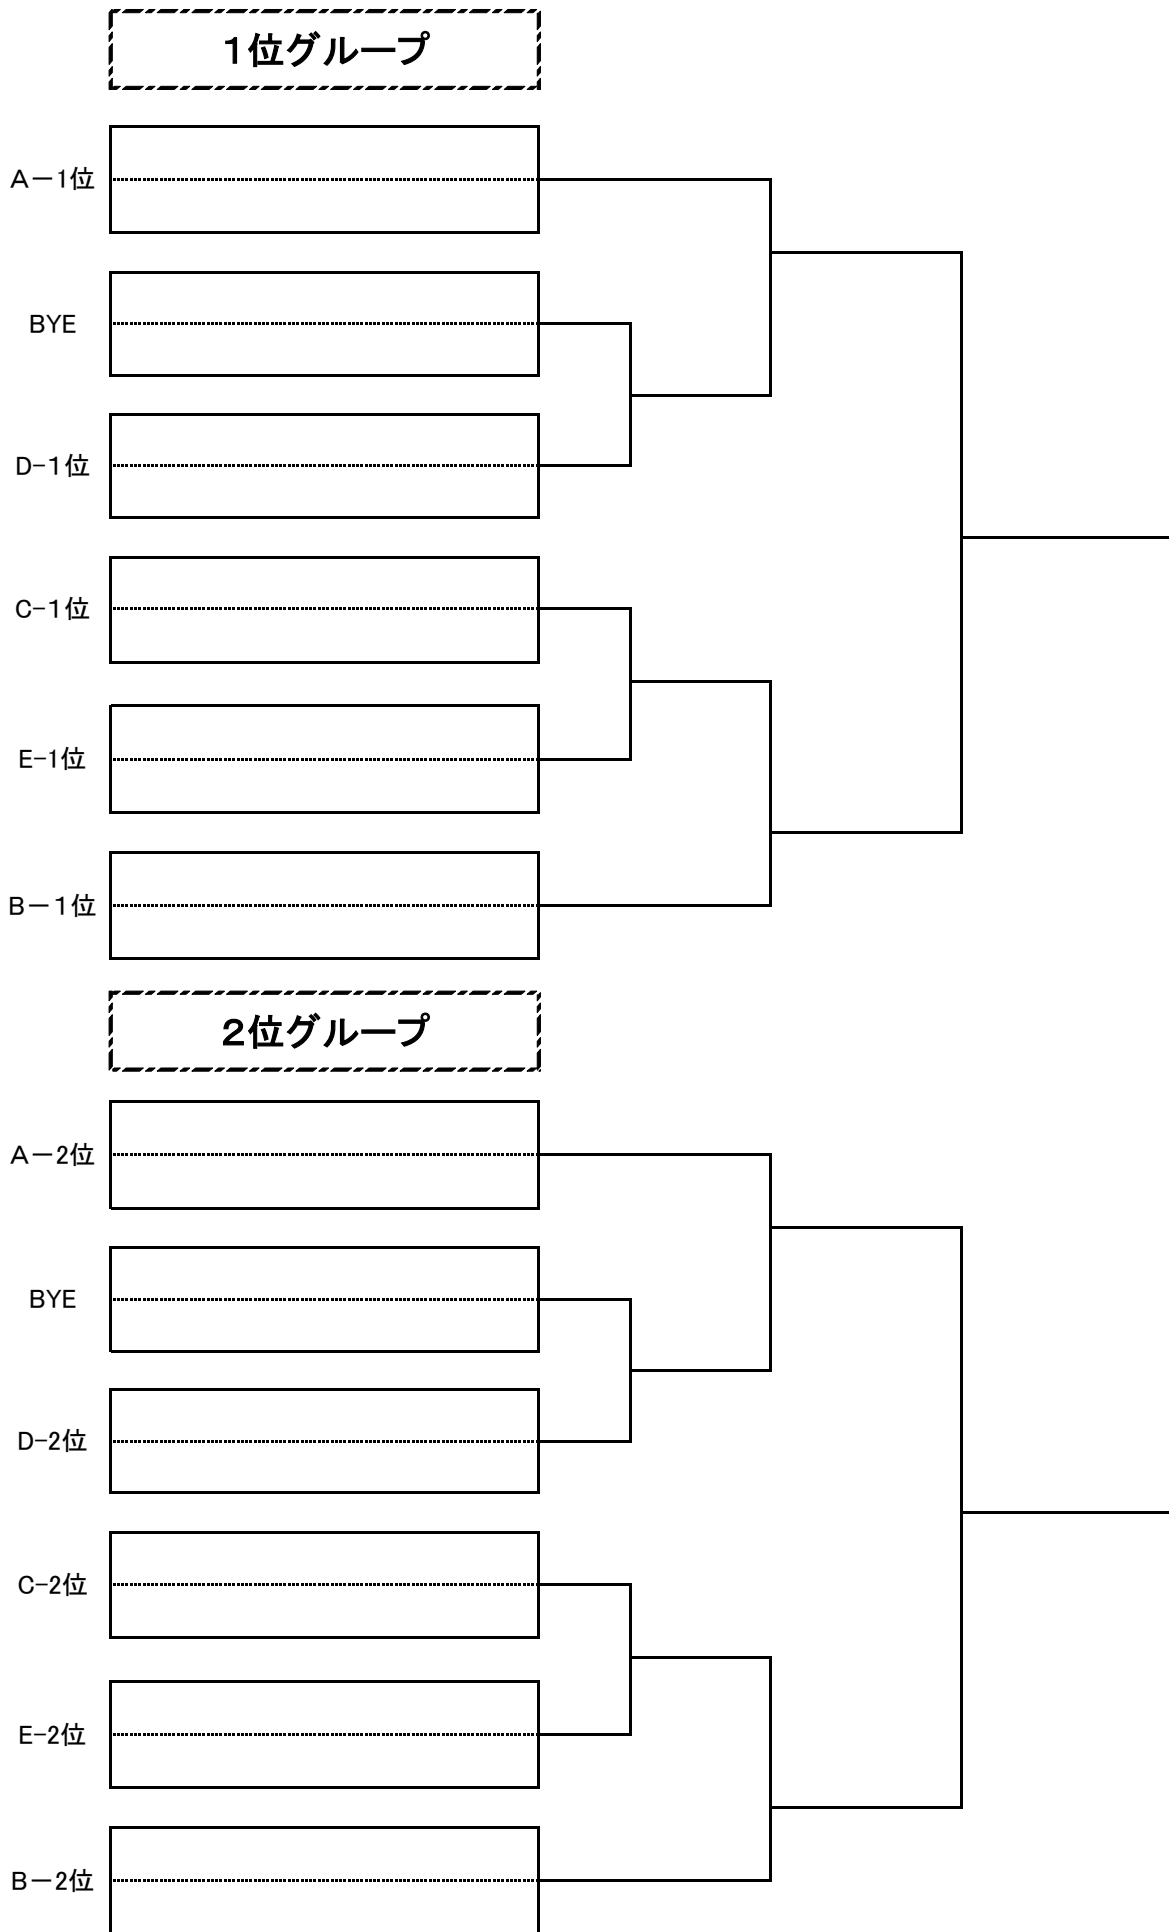 １位グループ
Ａ－1位
BYE
D-１位
C-１位
E-1位
B－１位
２位グループ
Ａ－2位
BYE
D-2位
C-2位
E-2位
B－2位